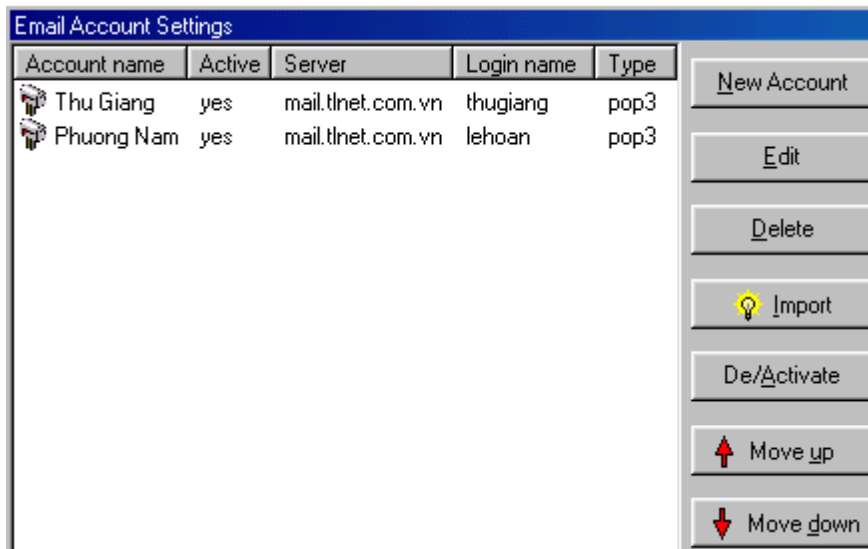 Email Account Settings
Account name Active Server Login name Type
Thu Giang yes mail.tlnet.com.vn thugiang pop3
Phuong Nam yes mail.tlnet.com.vn lehoan pop3
New Account
Edit
Delete
Import
De/Activate
Move up
Move down